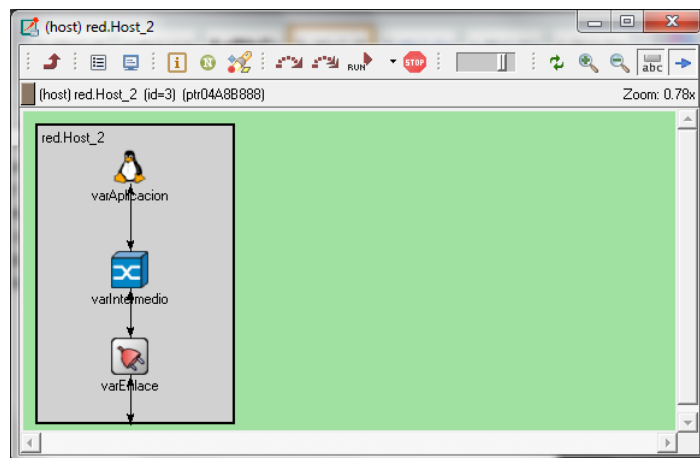 (host) red.Host_2
RUN
STOP
abc
(host) red.Host_2 (id=3) (ptr04A8B888)
Zoom: 0.78x
red.Host_2
varAplicacion
varIntermedio
varEnlace